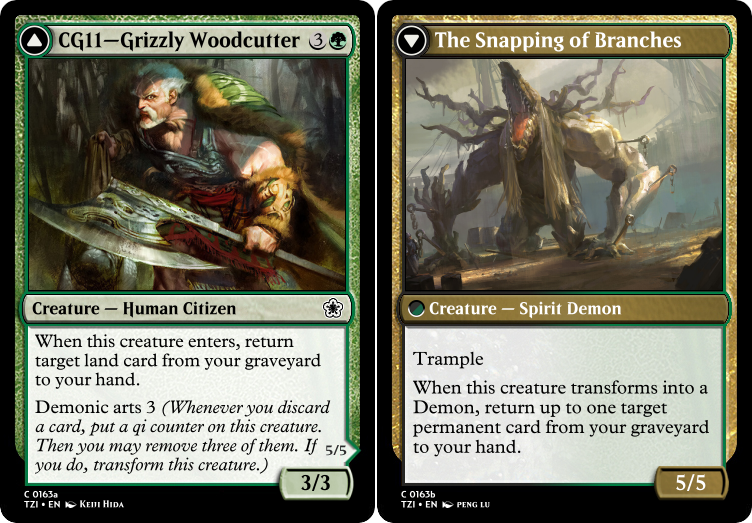 CG11—Grizzly Woodcutter 3
Creature — Human Citizen
When this creature enters, return
target land card from your graveyard
to your hand.
Demonic arts 3 (Whenever you discard
a card, put a qi counter on this creature.
Then you may remove three of them. If
you do, transform this creature.)
5/5
3/3
C 0163a
TZI • EN Keiji Hida
The Snapping of Branches
Creature — Spirit Demon
Trample
When this creature transforms into a
Demon, return up to one target
permanent card from your graveyard
to your hand.
5/5
C 0163b
TZI • EN PENG LU